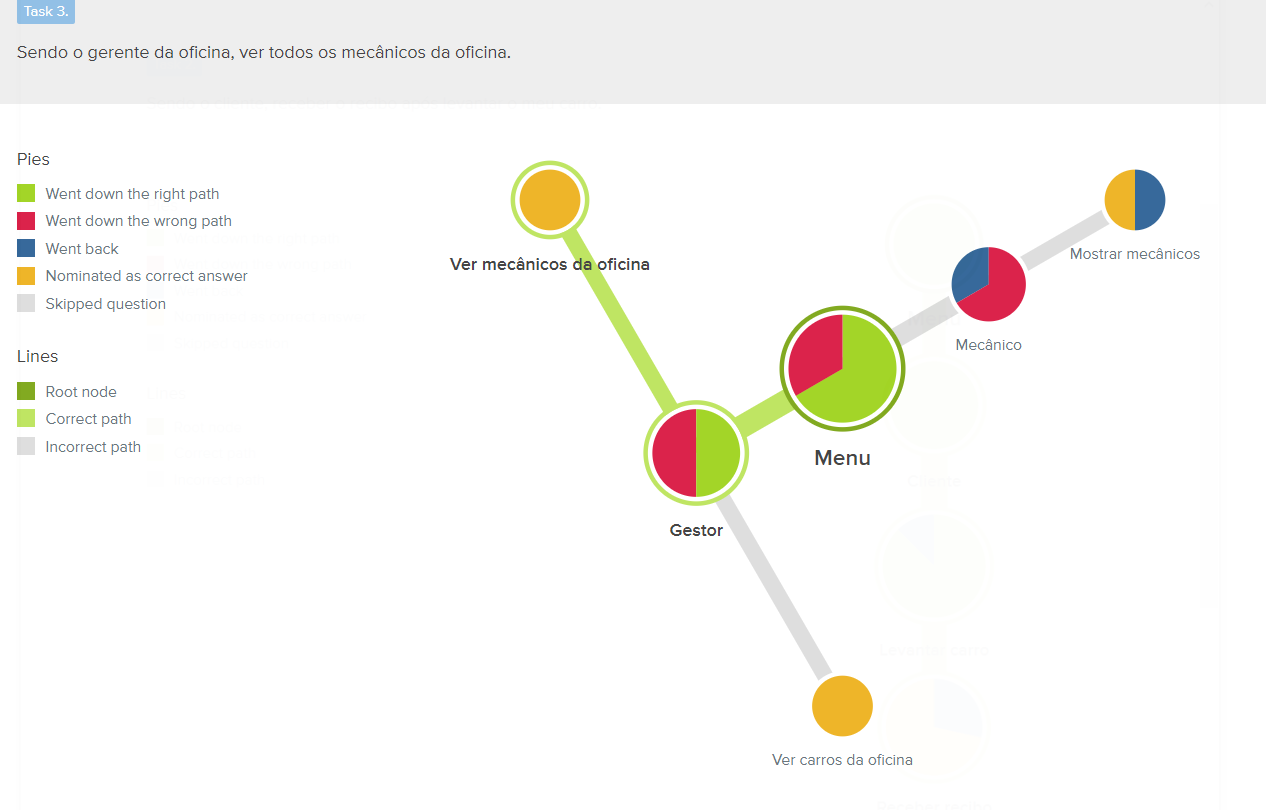 Task 3.
Sendo o gerente da oficina, ver todos os mecânicos da oficina.
Pies
Went down the right path
Went down the wrong path
Went back
Nominated as correct answer
Skipped question
Lines
Root node
Correct path
Incorrect path
Ver mecânicos da oficina
Mostrar mecânicos
Mecânico
Menu
Gestor
Ver carros da oficina